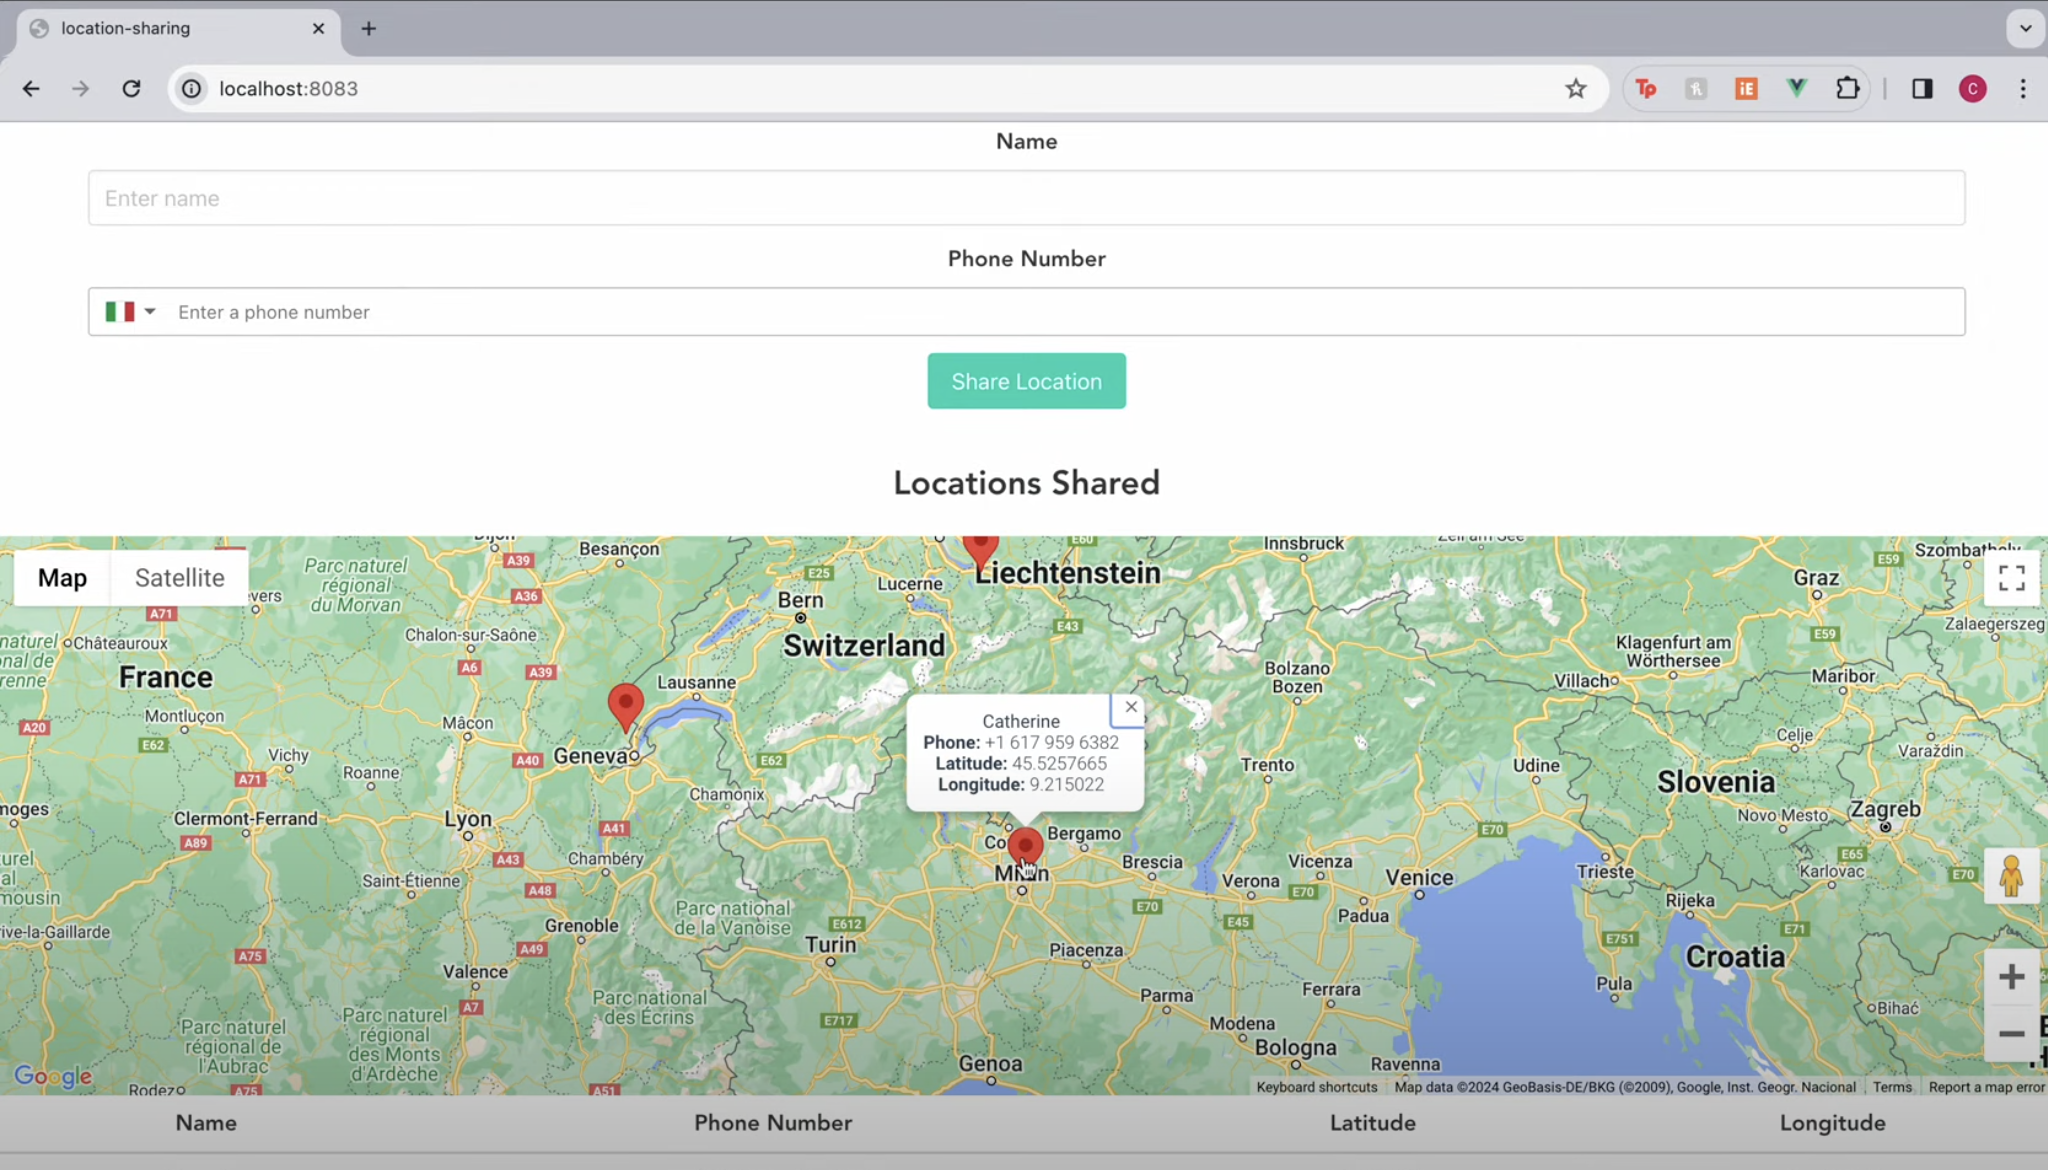 location-sharing
localhost:8083
Tp
iE
C
Name
Enter name
Phone Number
Enter a phone number
Share Location
Locations Shared
Map
Satellite
Besançon
Liechtenstein
Innsbruck
Graz
Lucerne
Bern
Switzerland
Parc naturel
régional
du Morvan
Chalon-sur-Saône
Châteauroux
France
Lausanne
Montluçon
Mâcon
Geneva
Vichy
Roanne
Chamonix
Clermont-Ferrand
Lyon
Chambéry
Saint-Étienne
Grenoble
Valence
Parc national
de la Vanoise
Parc national
des Écrins
Parc naturel
régional de
l'Aubrac
Parc naturel
régional
des Monts
d'Ardèche
Catherine
Phone: +1 617 959 6382
Latitude: 45.5257665
Longitude: 9.215022
Bergamo
Milan
Brescia
Turin
Piacenza
Parma
Genoa
Modena
Bologna
Ferrara
Ravenna
Verona
Vicenza
Padua
Venice
Trento
Bolzano
Bozen
Udine
Trieste
Villach
Klagenfurt am
Wörthersee
Maribor
Szombathely
Zalaegerszeg
Celje
Varaždin
Slovenia
Novo Mesto
Zagreb
Karlovac
Rijeka
Croatia
Pula
Bihać
A39
A36
A71
A6
A39
A20
E62
A71
A40
A89
A41
A43
A48
A49
A75
A7
A75
A51
E25
E60
E43
E62
E612
E717
E70
E45
E70
E70
E751
E59
E59
E65
E70
E71
Google
Keyboard shortcuts
Map data ©2024 GeoBasis-DE/BKG (©2009), Google, Inst. Geogr. Nacional
Terms
Report a map error
Name
Phone Number
Latitude
Longitude